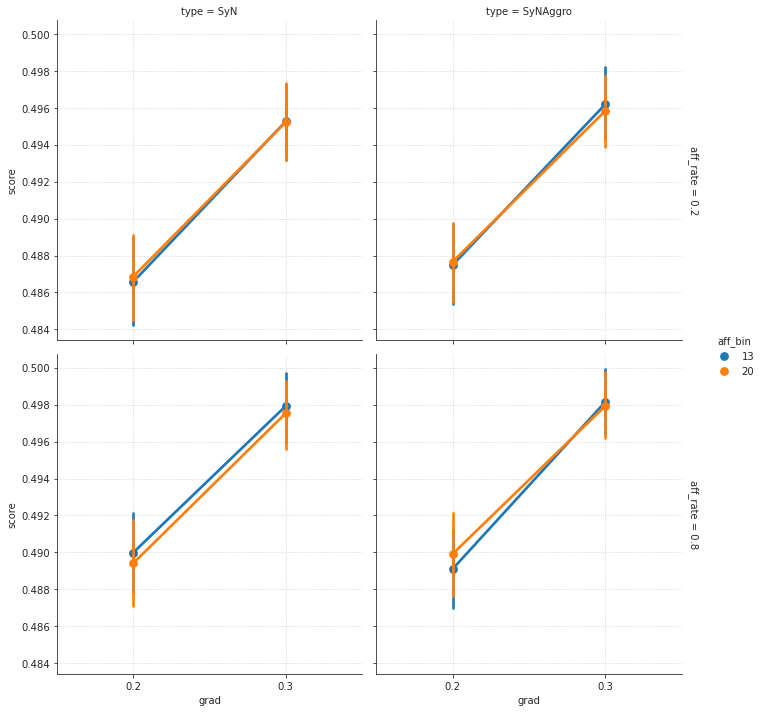 type = SyN
type = SyNAggro
0.500
0.498
0.496
0.494
0.492
0.490
0.488
0.486
0.484
score
aff_rate = 0.2
aff_bin
13
20
0.500
0.498
0.496
0.494
0.492
0.490
0.488
0.486
0.484
score
aff_rate = 0.8
0.2
0.3
0.2
0.3
grad
grad